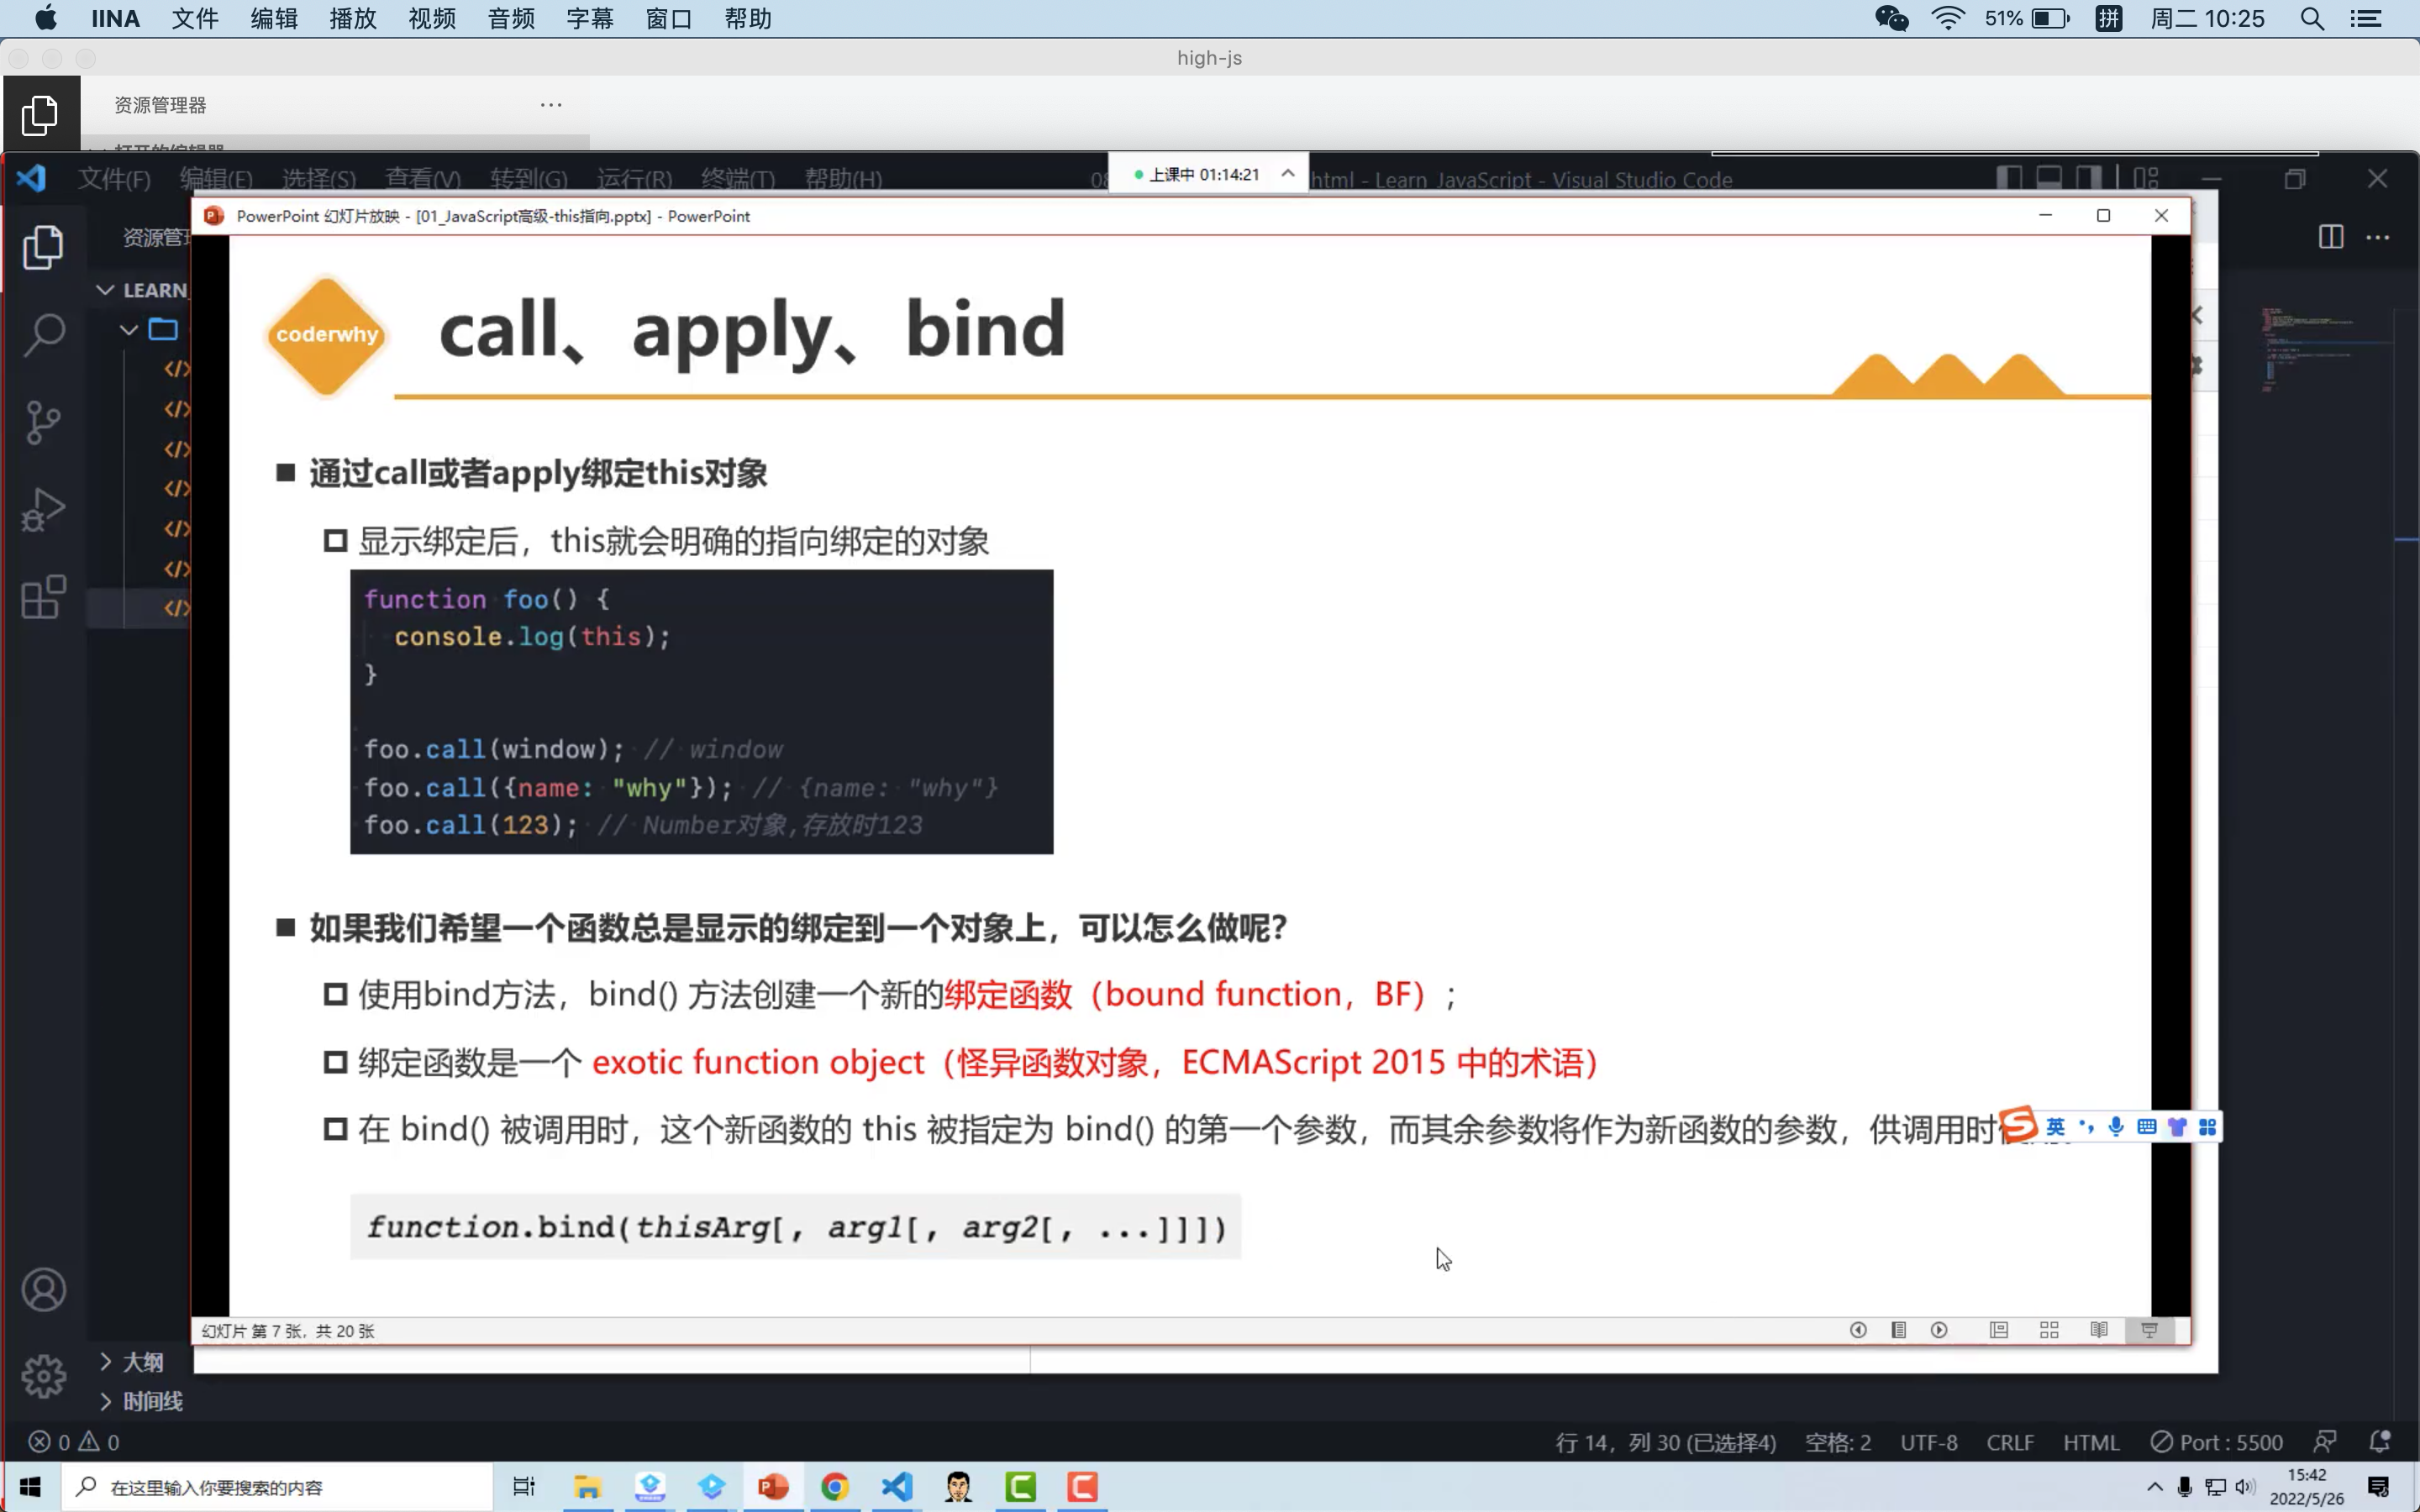 IINA 文件 编辑 播放 视频 音频 字幕 窗口 帮助 51% 拼 周二 10:25
high-js
资源管理器 ···
打开的编辑器
文件(F) 编辑(E) 选择(S) 查看(V) 转到(G) 运行(R) 终端(T) 帮助(H) 上课中 01:14:21 html - Learn_JavaScript - Visual Studio Code
资源管
PowerPoint 幻灯片放映 - [01_JavaScript高级-this指向.pptx] - PowerPoint
LEARN_
coderwhy
call、apply、bind
通过call或者apply绑定this对象
显示绑定后，this就会明确的指向绑定的对象
function foo() {
console.log(this);
}
foo.call(window); // window
foo.call({name: "why"}); // {name: "why"}
foo.call(123); // Number对象,存放时123
如果我们希望一个函数总是显示的绑定到一个对象上，可以怎么做呢？
使用bind方法，bind() 方法创建一个新的绑定函数（bound function，BF）；
绑定函数是一个 exotic function object（怪异函数对象，ECMAScript 2015 中的术语）
在 bind() 被调用时，这个新函数的 this 被指定为 bind() 的第一个参数，而其余参数将作为新函数的参数，供调用时
英
function.bind(thisArg[, arg1[, arg2[, ...]]])
幻灯片 第 7 张，共 20 张
大纲
时间线
0 0 行 14，列 30 (已选择4) 空格: 2 UTF-8 CRLF HTML Port : 5500
在这里输入你要搜索的内容
15:42
2022/5/26